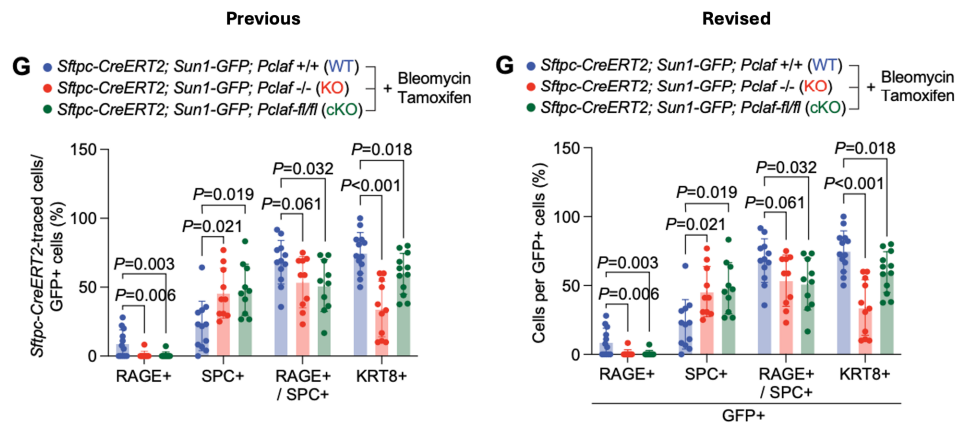 Previous
G
Sftpc-CreERT2; Sun1-GFP; Pclaf +/+ (WT)
Sftpc-CreERT2; Sun1-GFP; Pclaf -/- (KO)
Sftpc-CreERT2; Sun1-GFP; Pclaf-fl/fl (cKO)
+ Bleomycin
Tamoxifen
Sftpc-CreERT2-traced cells/
GFP+ cells (%)
150
100
50
0
P=0.003
P=0.006
P=0.019
P=0.021
P=0.032
P=0.061
P=0.018
P<0.001
RAGE+
SPC+
RAGE+
/ SPC+
KRT8+
Revised
G
Sftpc-CreERT2; Sun1-GFP; Pclaf +/+ (WT)
Sftpc-CreERT2; Sun1-GFP; Pclaf -/- (KO)
Sftpc-CreERT2; Sun1-GFP; Pclaf-fl/fl (cKO)
+ Bleomycin
Tamoxifen
Cells per GFP+ cells (%)
150
100
50
0
P=0.003
P=0.006
P=0.019
P=0.021
P=0.032
P=0.061
P=0.018
P<0.001
RAGE+
SPC+
RAGE+
/ SPC+
KRT8+
GFP+